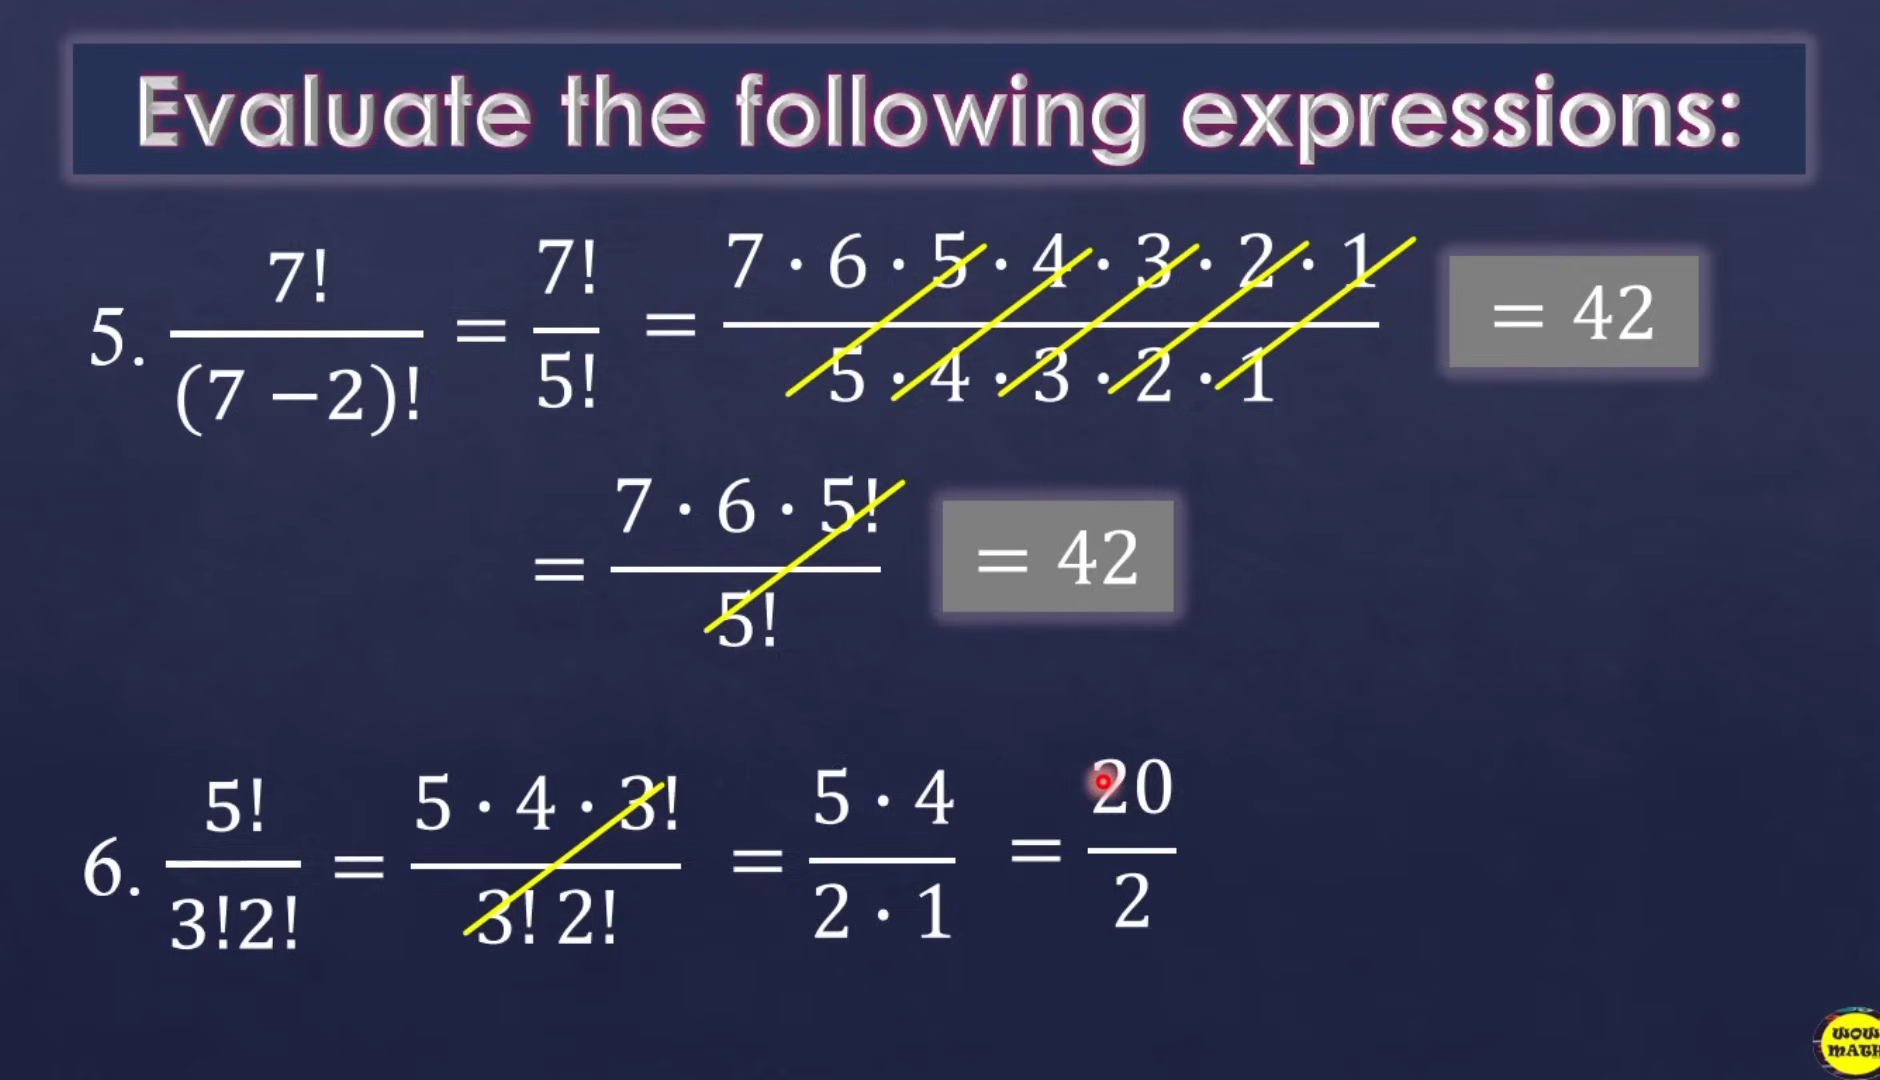 Evaluate the following expressions:
5. 7!/(7 −2)! = 7!/5! = 7 · 6 · 5 · 4 · 3 · 2 · 1/5 · 4 · 3 · 2 · 1 = 42
= 7 · 6 · 5!/5! = 42
6. 5!/3!2! = 5 · 4 · 3!/3! 2! = 5 · 4/2 · 1 = 20/2
WOW
MATH